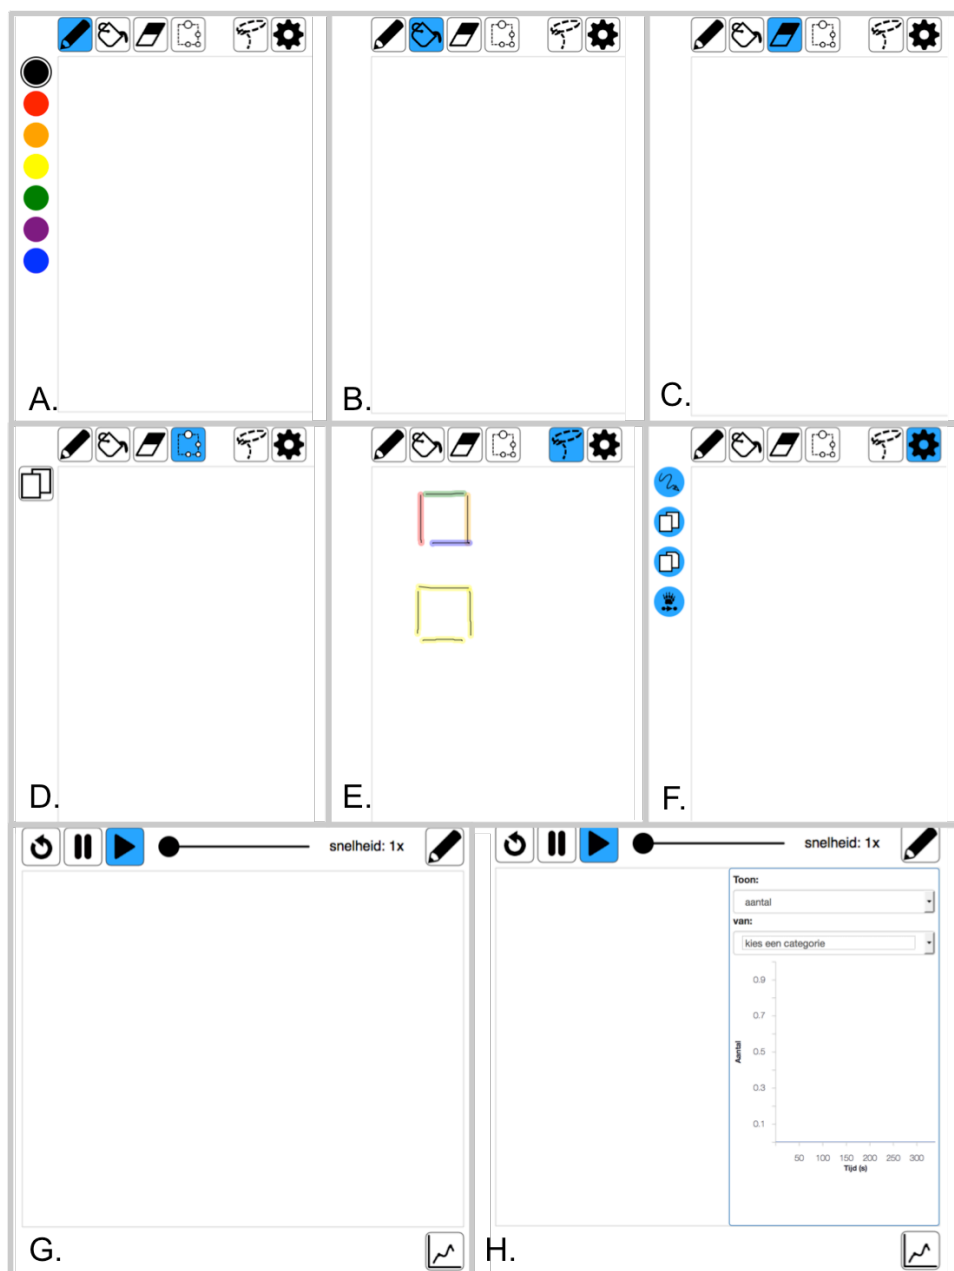 A.
B.
C.
D.
E.
F.
snelheid: 1x
G.
snelheid: 1x
Toon:
aantal
van:
kies een categorie
0.9
0.7
0.5
0.3
0.1
Aantal
50 100 150 200 250 300
Tijd (s)
H.